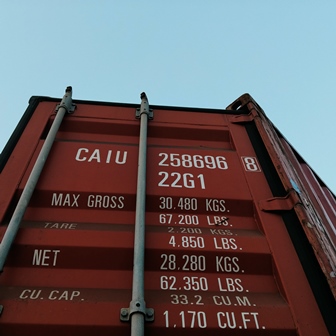 CAIU 258696 8
22G1
MAX GROSS 30.480 KGS.
67.200 LBS.
TARE 2.200 KGS.
4.850 LBS.
NET 28.280 KGS.
62.350 LBS.
CU. CAP. 33.2 CU.M.
1.170 CU.FT.